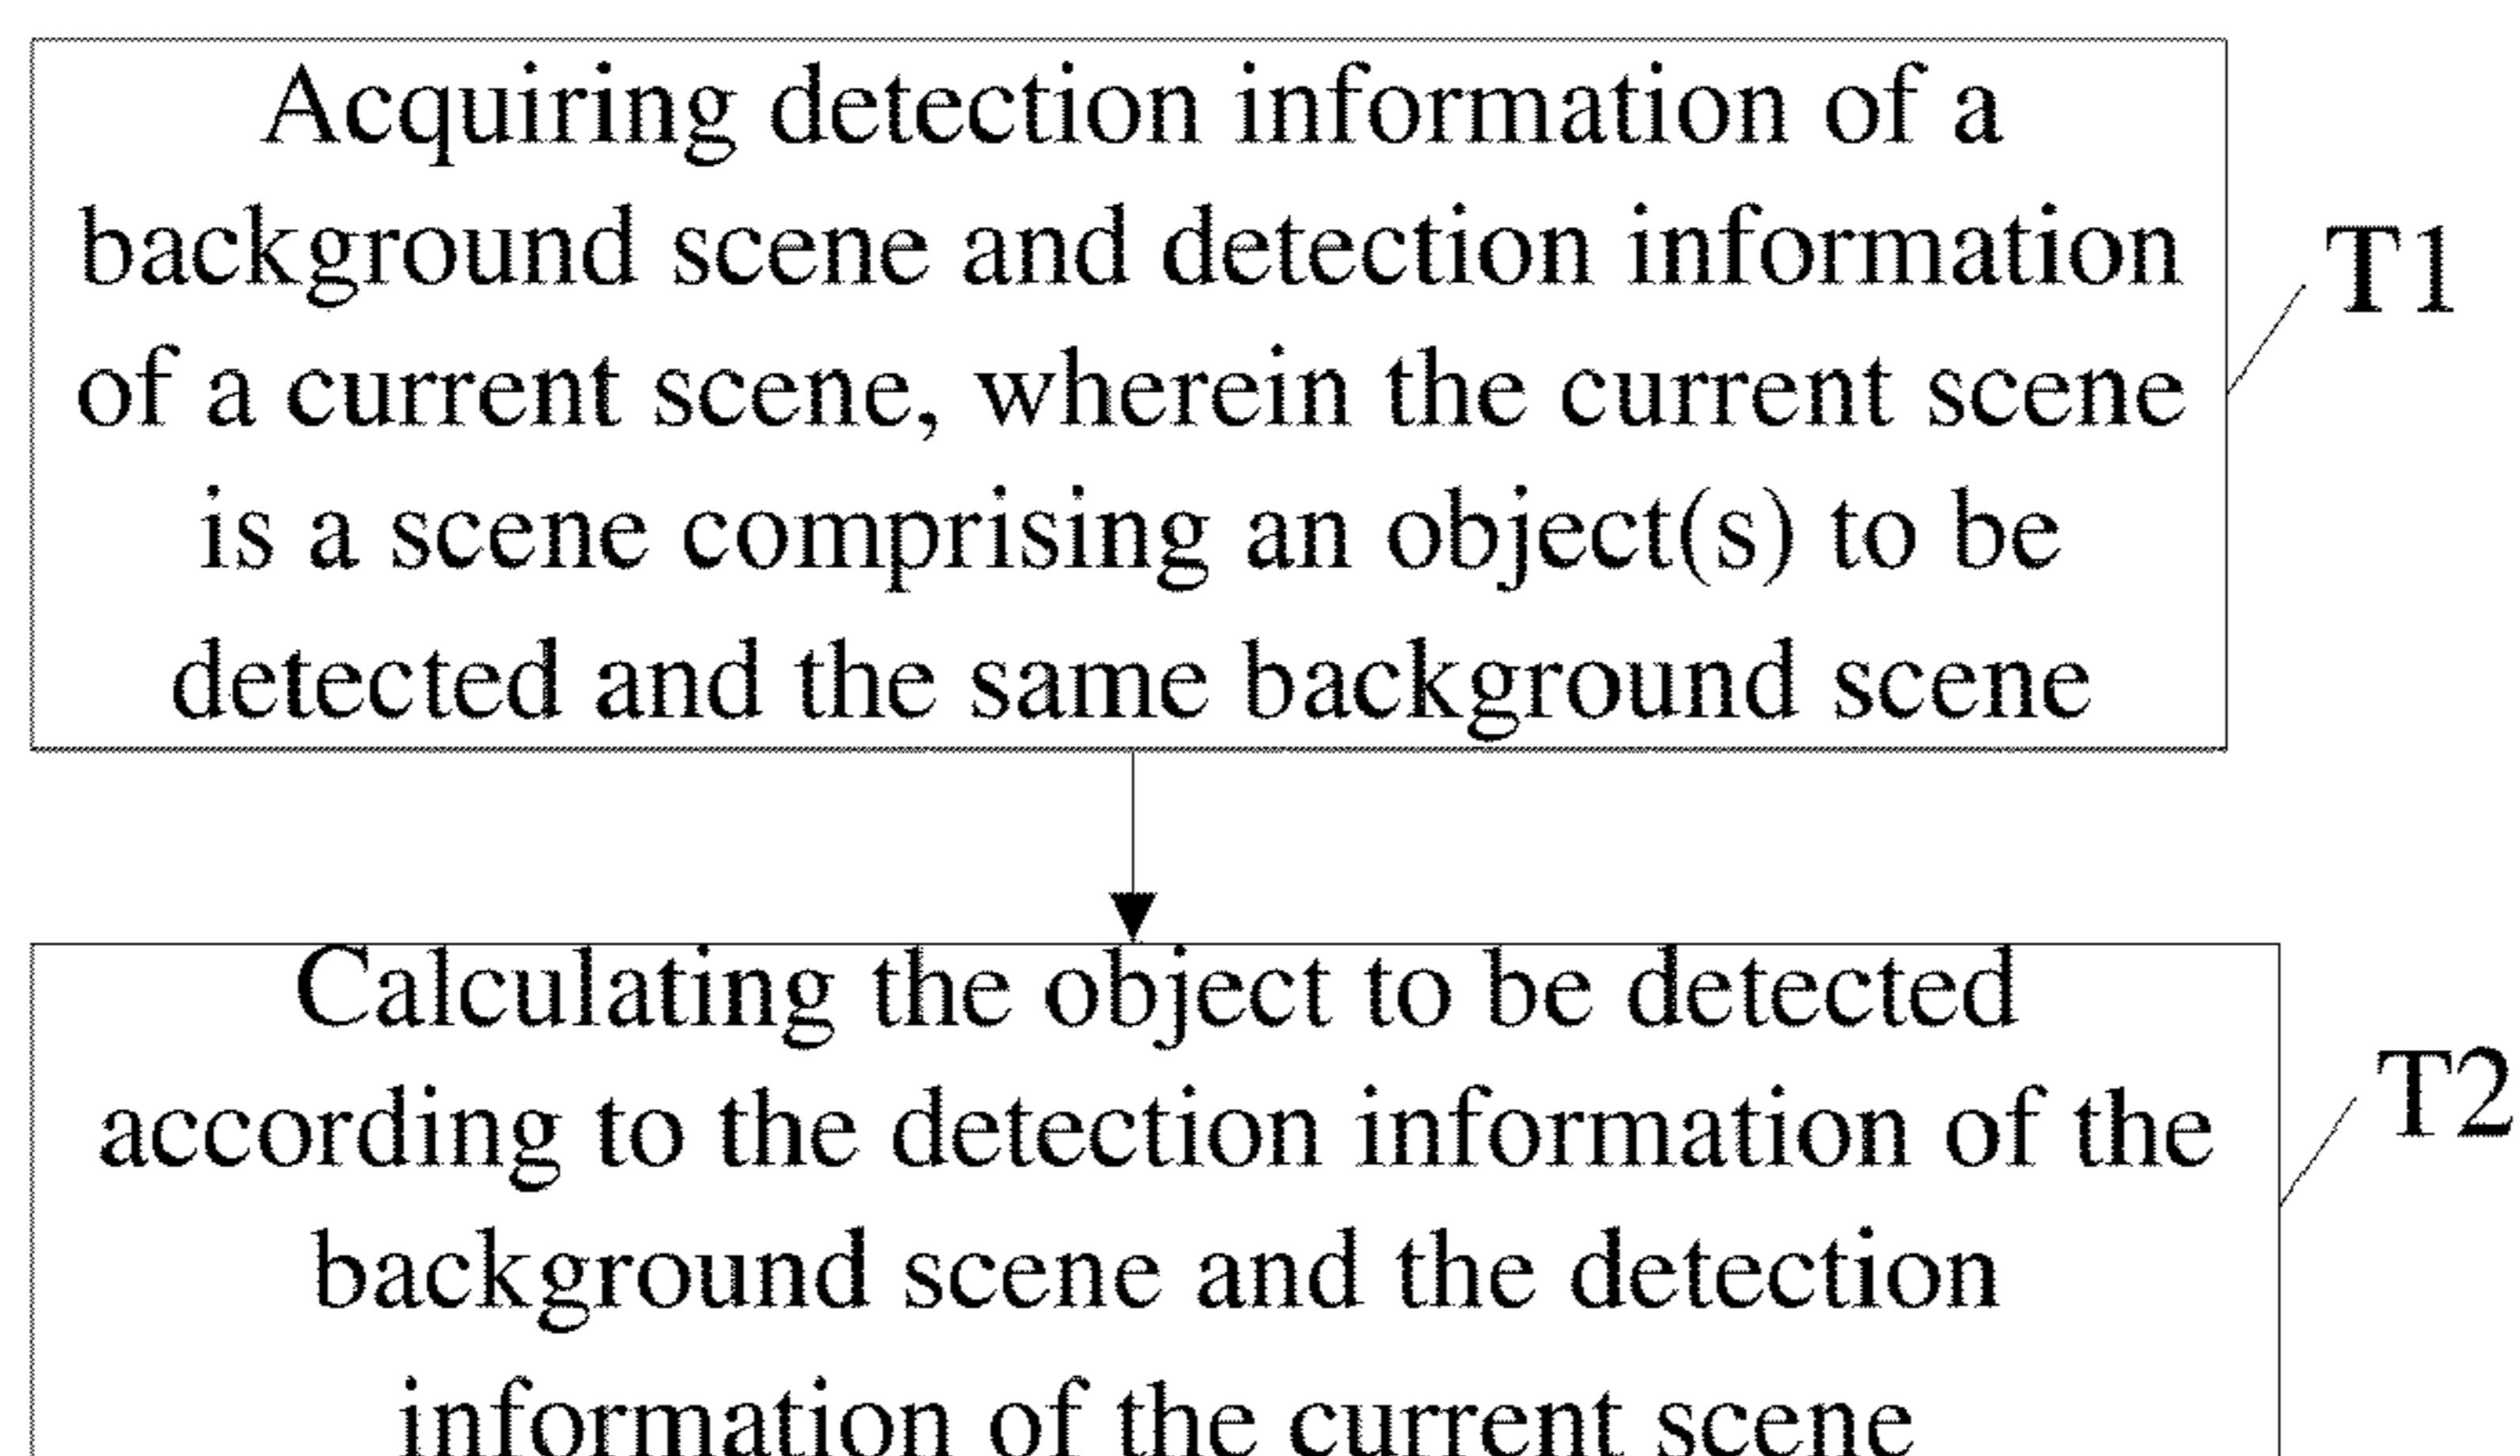 Acquiring detection information of a
background scene and detection information
of a current scene, wherein the current scene
is a scene comprising an object(s) to be
detected and the same background scene
T1
Calculating the object to be detected
according to the detection information of the
background scene and the detection
information of the current scene
T2